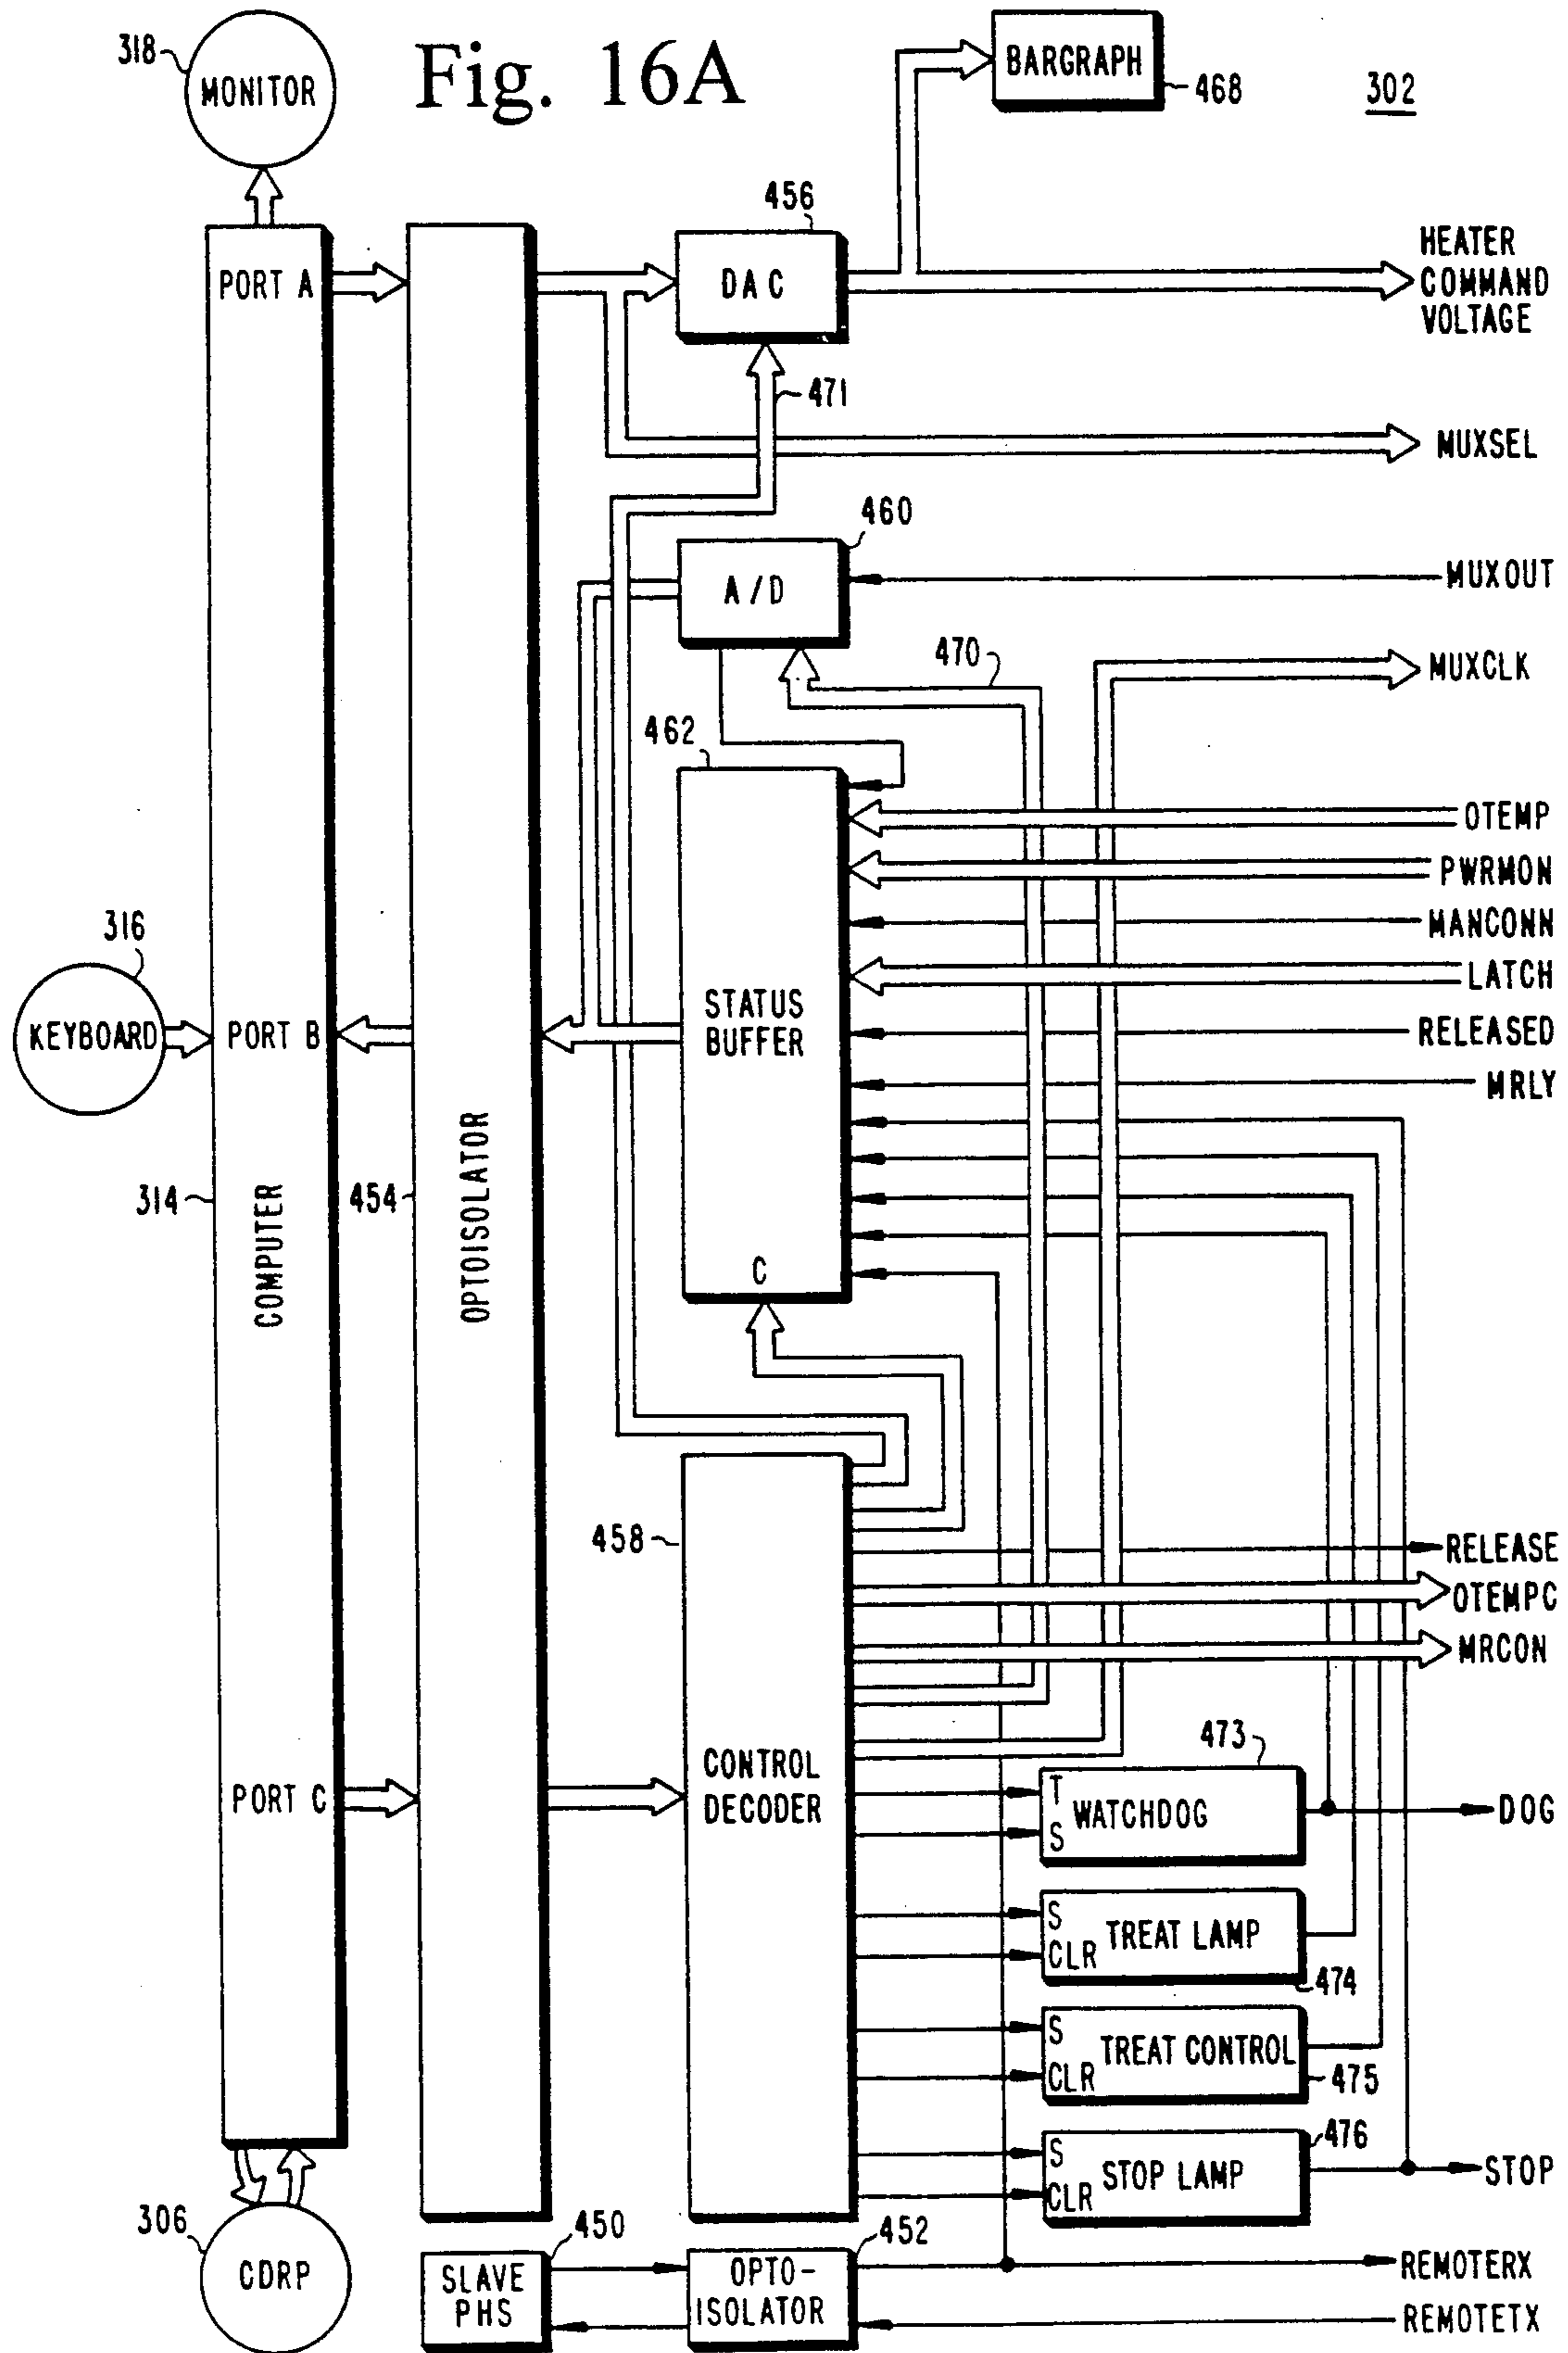 Fig. 16A
302
318
MONITOR
BARGRAPH
468
PORT A
456
DAC
HEATER
COMMAND
VOLTAGE
471
MUXSEL
460
A/D
MUXOUT
470
MUXCLK
462
OTEMP
PWRMON
MANCONN
LATCH
RELEASED
MRLY
316
KEYBOARD
PORT B
STATUS
BUFFER
C
314
COMPUTER
454
OPTOISOLATOR
458
CONTROL
DECODER
RELEASE
OTEMPC
MRCON
PORT C
473
T
WATCHDOG
S
DOG
S
TREAT LAMP
CLR
474
S
TREAT CONTROL
CLR
475
476
S
STOP LAMP
CLR
STOP
306
CDRP
450
SLAVE
PHS
452
OPTO-
ISOLATOR
REMOTERX
REMOTETX